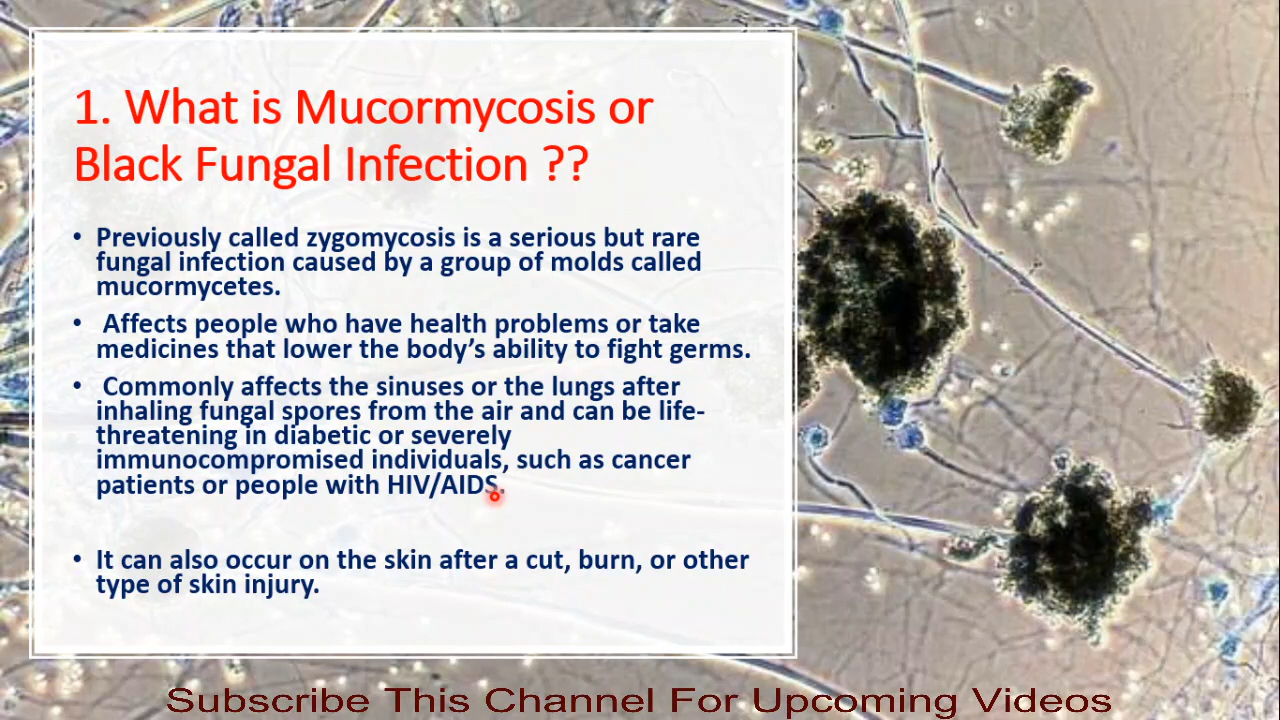 1. What is Mucormycosis or
Black Fungal Infection ??
• Previously called zygomycosis is a serious but rare
fungal infection caused by a group of molds called
mucormycetes.
• Affects people who have health problems or take
medicines that lower the body’s ability to fight germs.
• Commonly affects the sinuses or the lungs after
inhaling fungal spores from the air and can be life-
threatening in diabetic or severely
immunocompromised individuals, such as cancer
patients or people with HIV/AIDS.
• It can also occur on the skin after a cut, burn, or other
type of skin injury.
Subscribe This Channel For Upcoming Videos